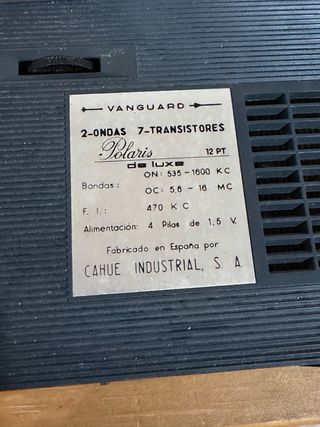 VANGUARD
2-ONDAS 7-TRANSISTORES
Polaris 12 PT.
de luxe
Bandas: ON: 535-1600 KC
OC: 5,8 - 16 MC
F. I.: 470 KC
Alimentación: 4 Pilas de 1,5 V.
Fabricado en España por
CAHUE INDUSTRIAL, S. A.